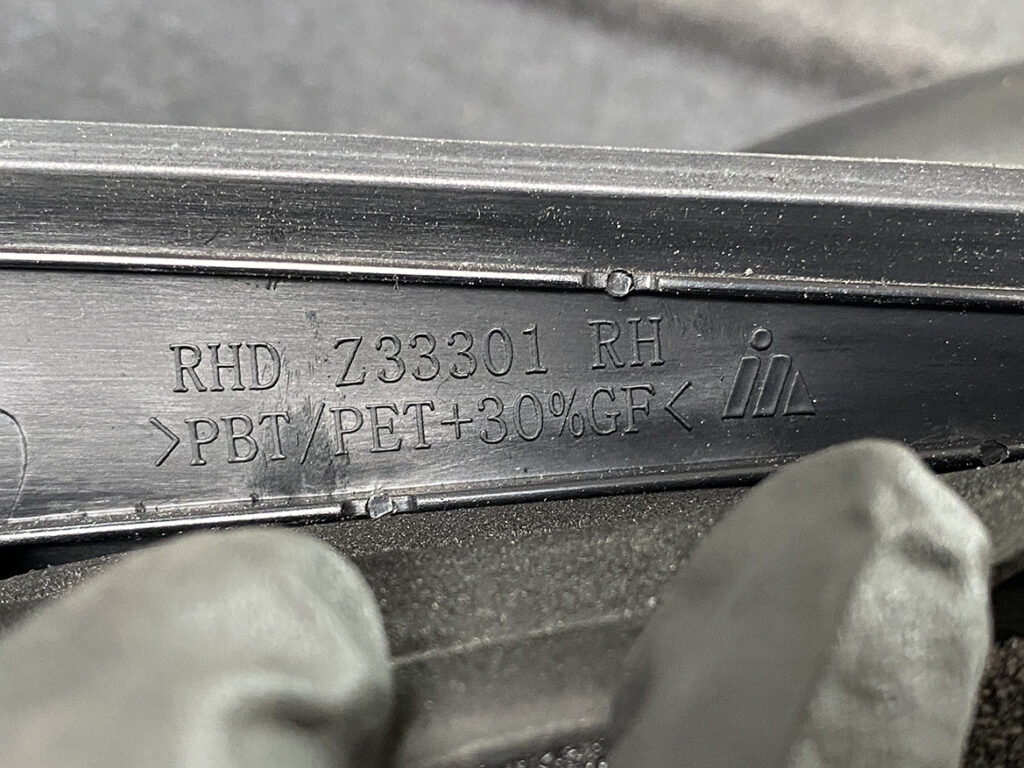 RHD Z33301 RH
>PBT/PET+30%GF<